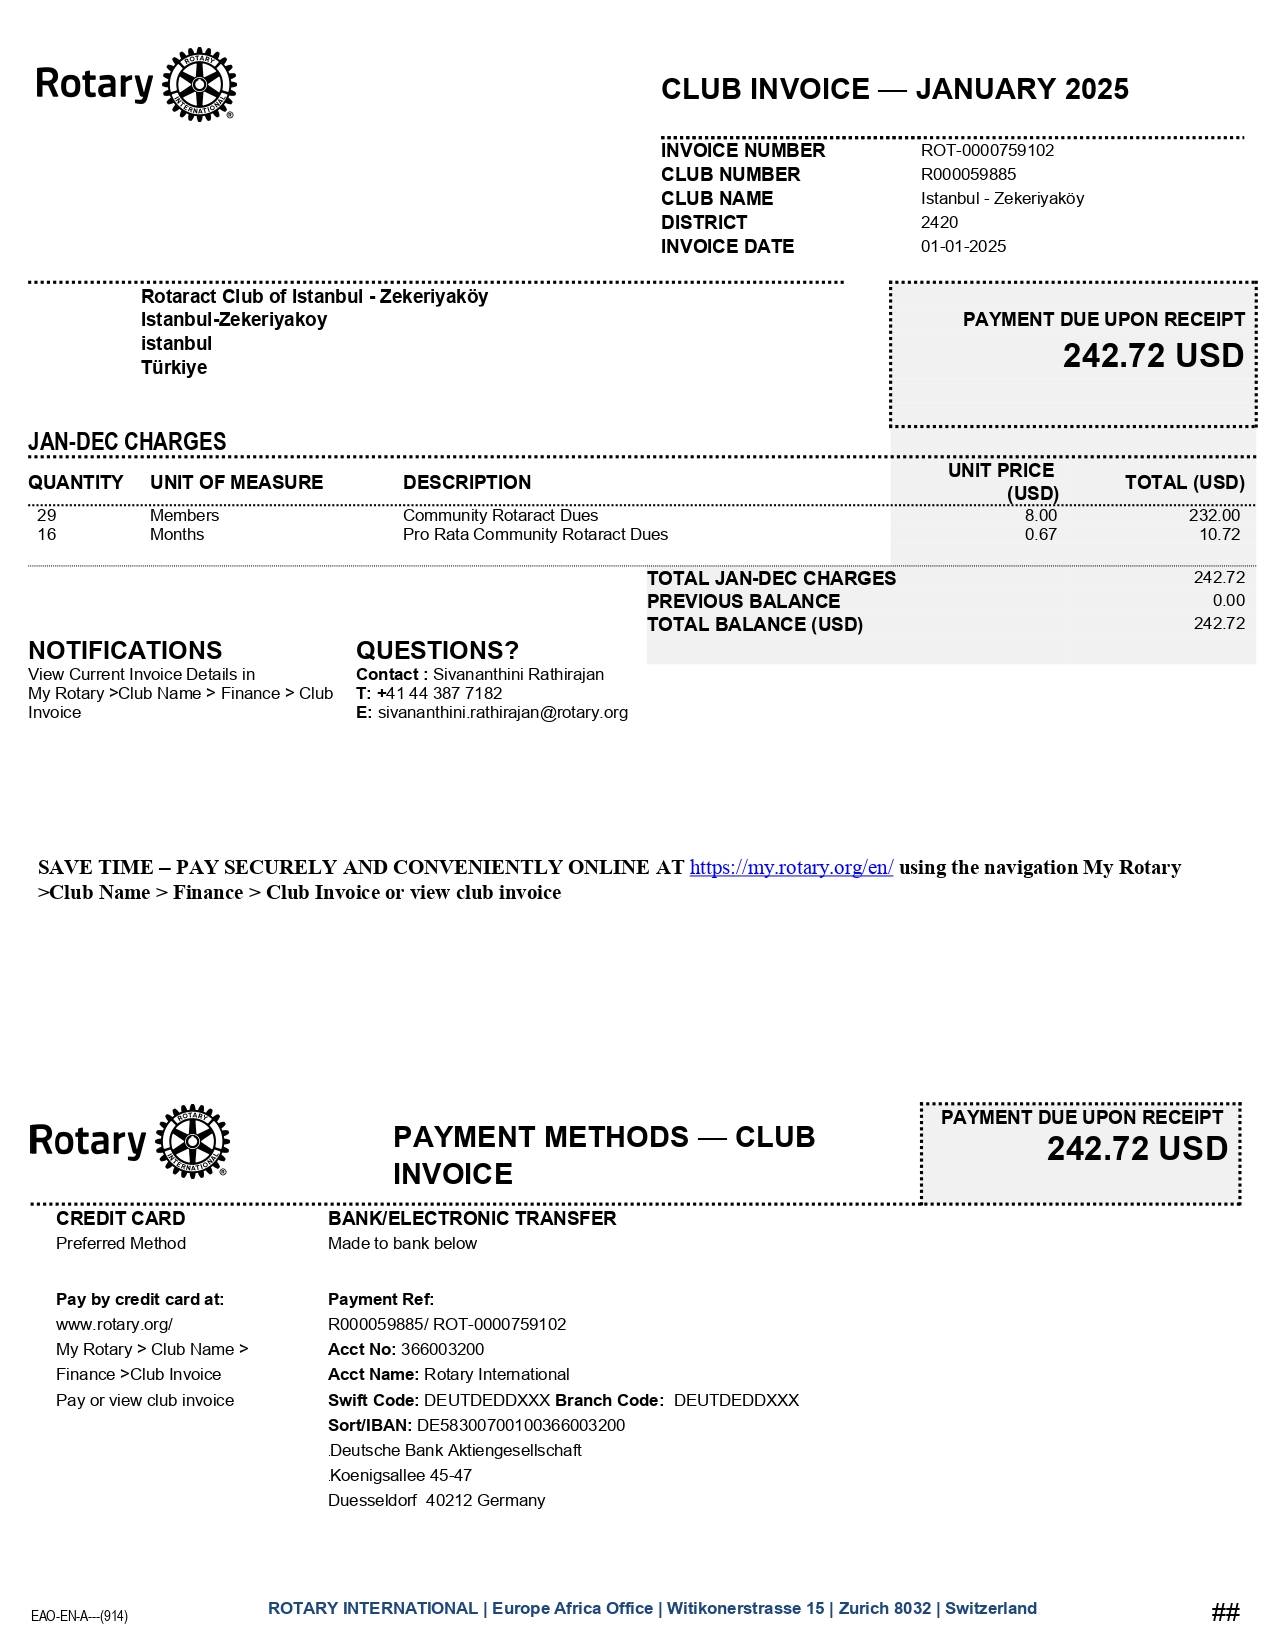 Rotary
ROTARY
INTERNATIONAL
®
CLUB INVOICE — JANUARY 2025
INVOICE NUMBER ROT-0000759102
CLUB NUMBER R000059885
CLUB NAME Istanbul - Zekeriyaköy
DISTRICT 2420
INVOICE DATE 01-01-2025
Rotaract Club of Istanbul - Zekeriyaköy
Istanbul-Zekeriyakoy
istanbul
Türkiye
PAYMENT DUE UPON RECEIPT
242.72 USD
JAN-DEC CHARGES
QUANTITY UNIT OF MEASURE DESCRIPTION UNIT PRICE (USD) TOTAL (USD)
29 Members Community Rotaract Dues 8.00 232.00
16 Months Pro Rata Community Rotaract Dues 0.67 10.72
TOTAL JAN-DEC CHARGES 242.72
PREVIOUS BALANCE 0.00
TOTAL BALANCE (USD) 242.72
NOTIFICATIONS
View Current Invoice Details in
My Rotary >Club Name > Finance > Club
Invoice
QUESTIONS?
Contact : Sivananthini Rathirajan
T: +41 44 387 7182
E: sivananthini.rathirajan@rotary.org
SAVE TIME – PAY SECURELY AND CONVENIENTLY ONLINE AT https://my.rotary.org/en/ using the navigation My Rotary
>Club Name > Finance > Club Invoice or view club invoice
Rotary
ROTARY
INTERNATIONAL
®
PAYMENT METHODS — CLUB
INVOICE
PAYMENT DUE UPON RECEIPT
242.72 USD
CREDIT CARD
Preferred Method
Pay by credit card at:
www.rotary.org/
My Rotary > Club Name >
Finance >Club Invoice
Pay or view club invoice
BANK/ELECTRONIC TRANSFER
Made to bank below
Payment Ref:
R000059885/ ROT-0000759102
Acct No: 366003200
Acct Name: Rotary International
Swift Code: DEUTDEDDXXX Branch Code: DEUTDEDDXXX
Sort/IBAN: DE58300700100366003200
.Deutsche Bank Aktiengesellschaft
.Koenigsallee 45-47
Duesseldorf 40212 Germany
EAO-EN-A---(914)
ROTARY INTERNATIONAL | Europe Africa Office | Witikonerstrasse 15 | Zurich 8032 | Switzerland
##